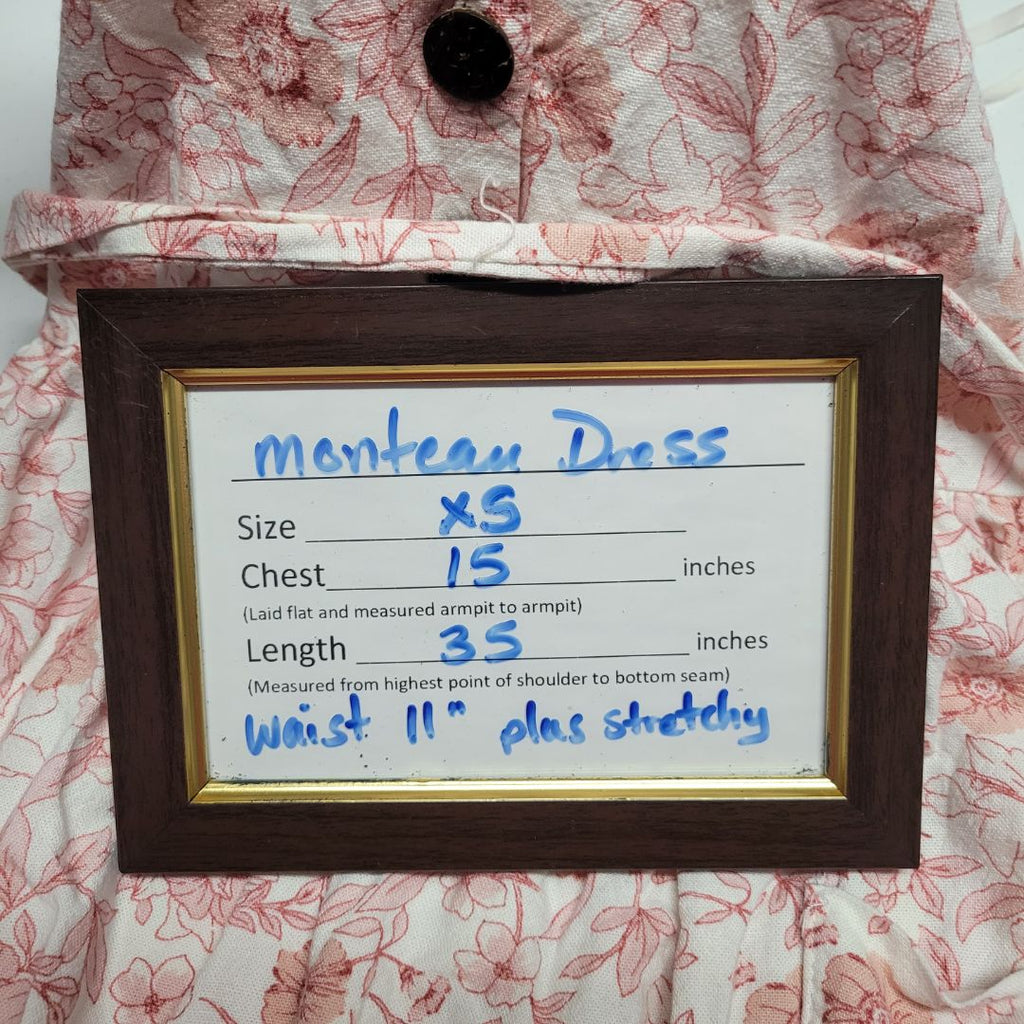 Monteau Dress
Size XS
Chest 15 inches
(Laid flat and measured armpit to armpit)
Length 35 inches
(Measured from highest point of shoulder to bottom seam)
Waist 11" plus stretchy